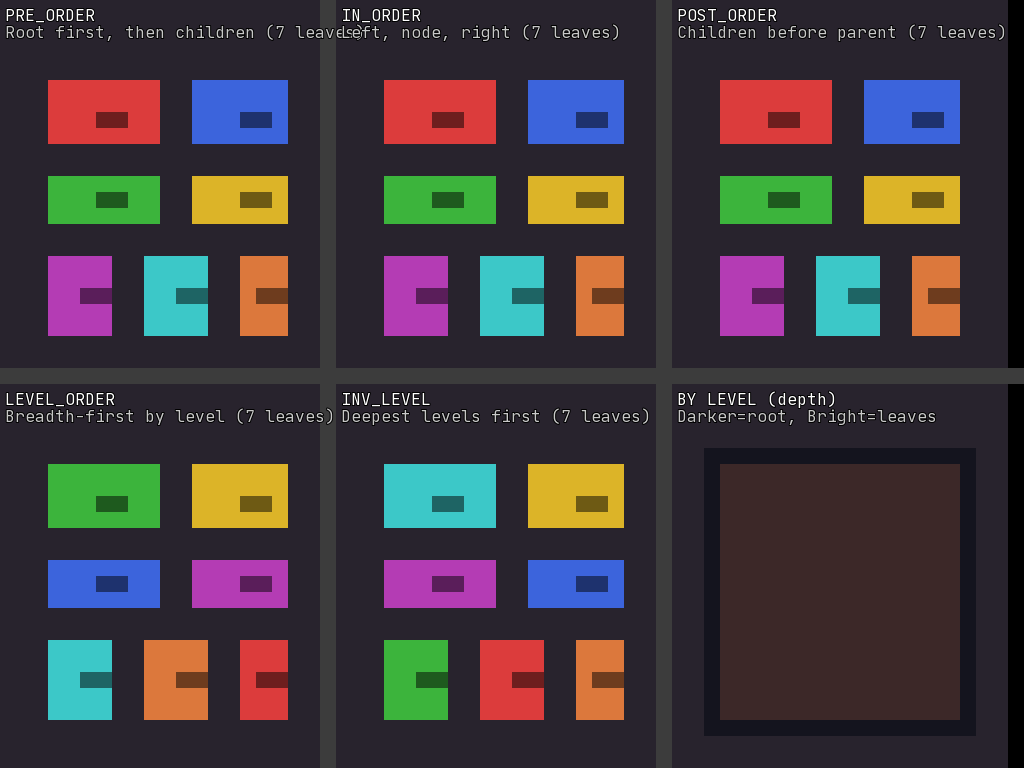 PRE_ORDER
Root first, then children (7 leaves)
IN_ORDER
Left, node, right (7 leaves)
POST_ORDER
Children before parent (7 leaves)
LEVEL_ORDER
Breadth-first by level (7 leaves)
INV_LEVEL
Deepest levels first (7 leaves)
BY LEVEL (depth)
Darker=root, Bright=leaves